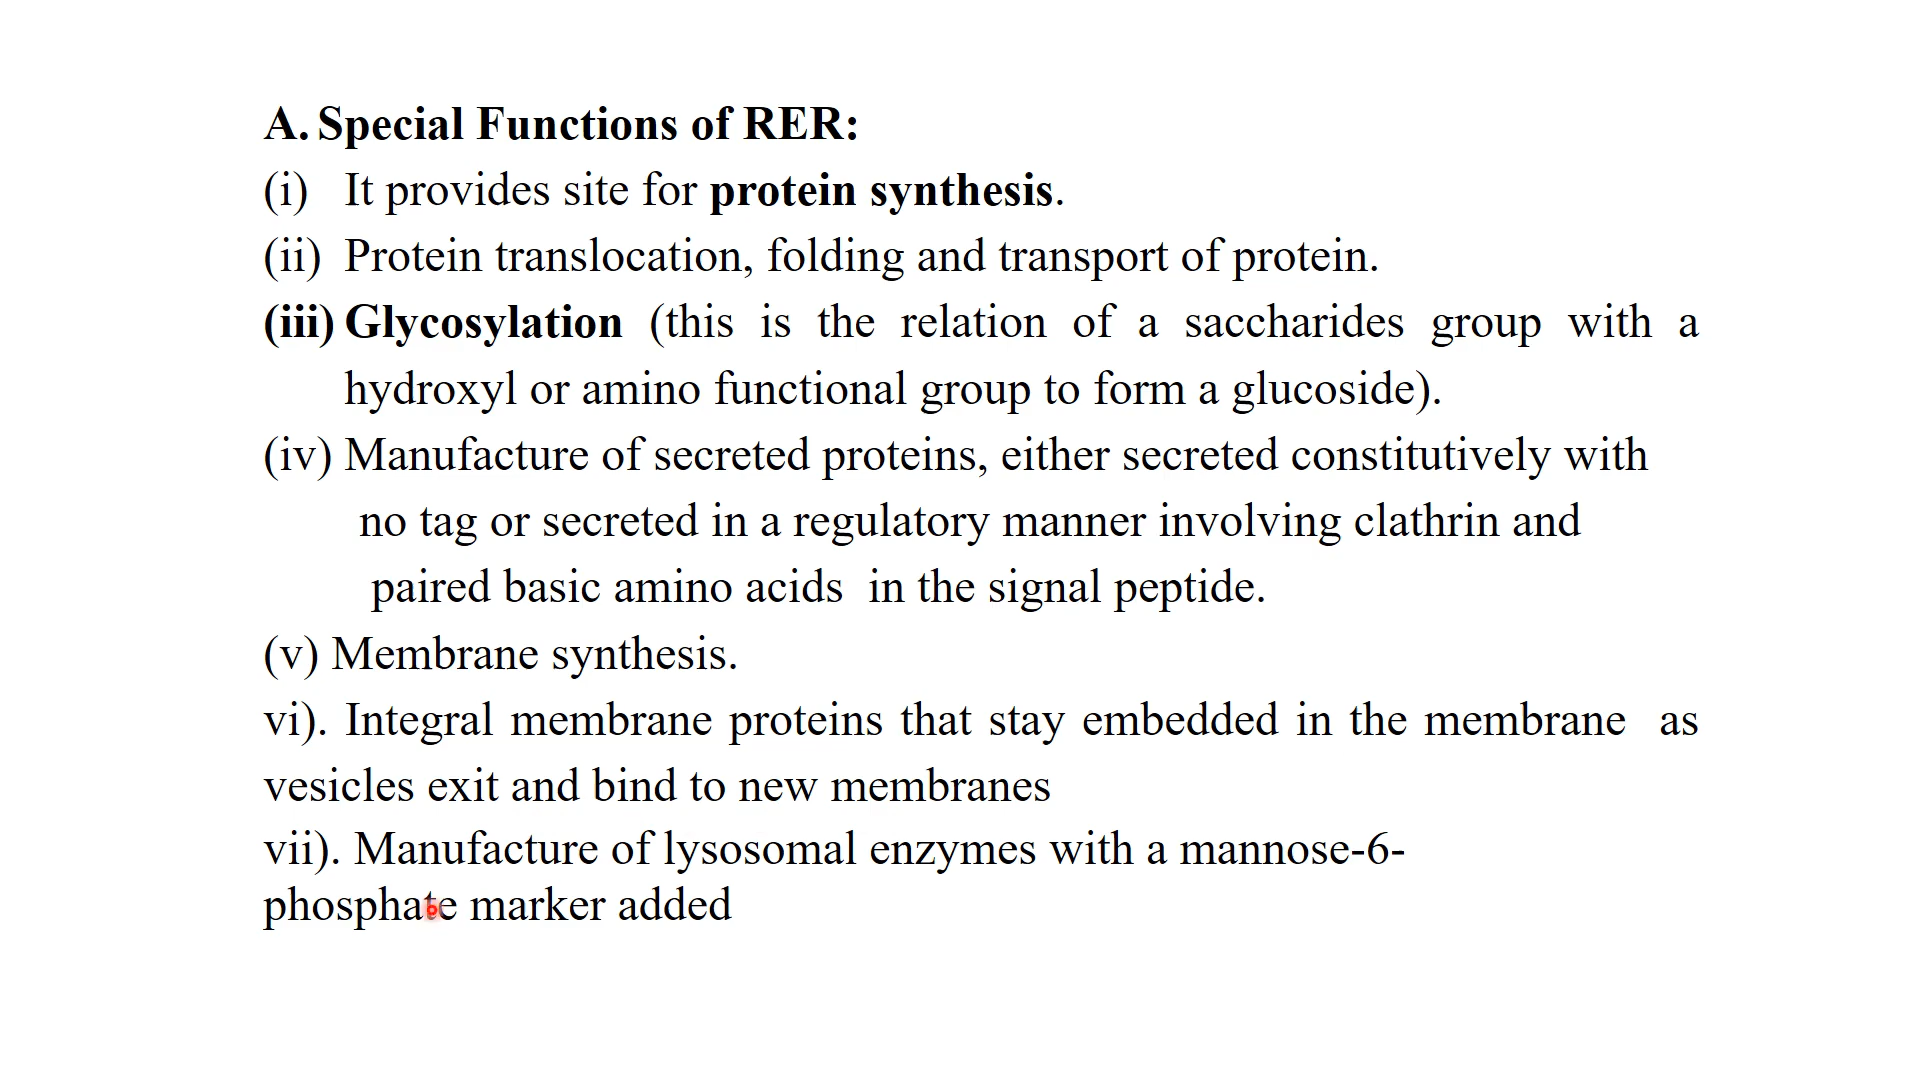 A. Special Functions of RER:
(i) It provides site for protein synthesis.
(ii) Protein translocation, folding and transport of protein.
(iii) Glycosylation (this is the relation of a saccharides group with a
hydroxyl or amino functional group to form a glucoside).
(iv) Manufacture of secreted proteins, either secreted constitutively with
no tag or secreted in a regulatory manner involving clathrin and
paired basic amino acids in the signal peptide.
(v) Membrane synthesis.
vi). Integral membrane proteins that stay embedded in the membrane as
vesicles exit and bind to new membranes
vii). Manufacture of lysosomal enzymes with a mannose-6-
phosphate marker added